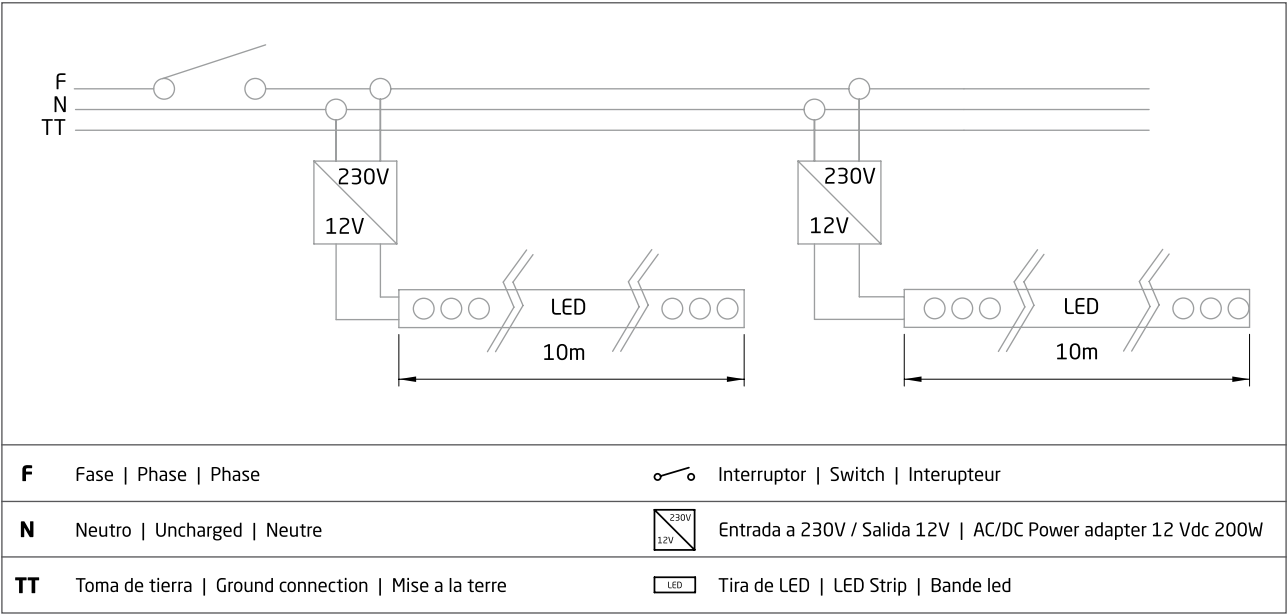 F
N
TT
230V
12V
230V
12V
LED
10m
LED
10m
F Fase | Phase | Phase
Interruptor | Switch | Interupteur
N Neutro | Uncharged | Neutre
230V
12V
Entrada a 230V / Salida 12V | AC/DC Power adapter 12 Vdc 200W
TT Toma de tierra | Ground connection | Mise a la terre
LED
Tira de LED | LED Strip | Bande led